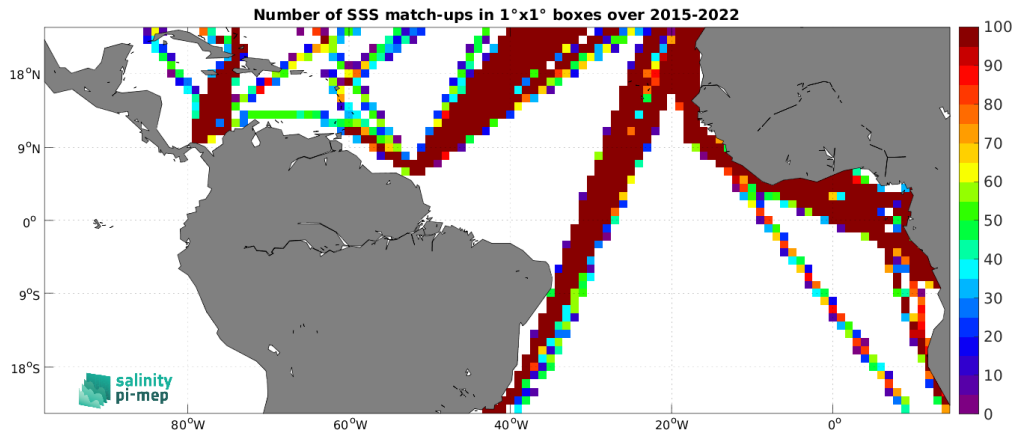 Number of SSS match-ups in 1°x1° boxes over 2015-2022
100
90
80
70
60
50
40
30
20
10
0
18°N
9°N
0°
9°S
18°S
80°W
60°W
40°W
20°W
0°
salinity
pi-mep